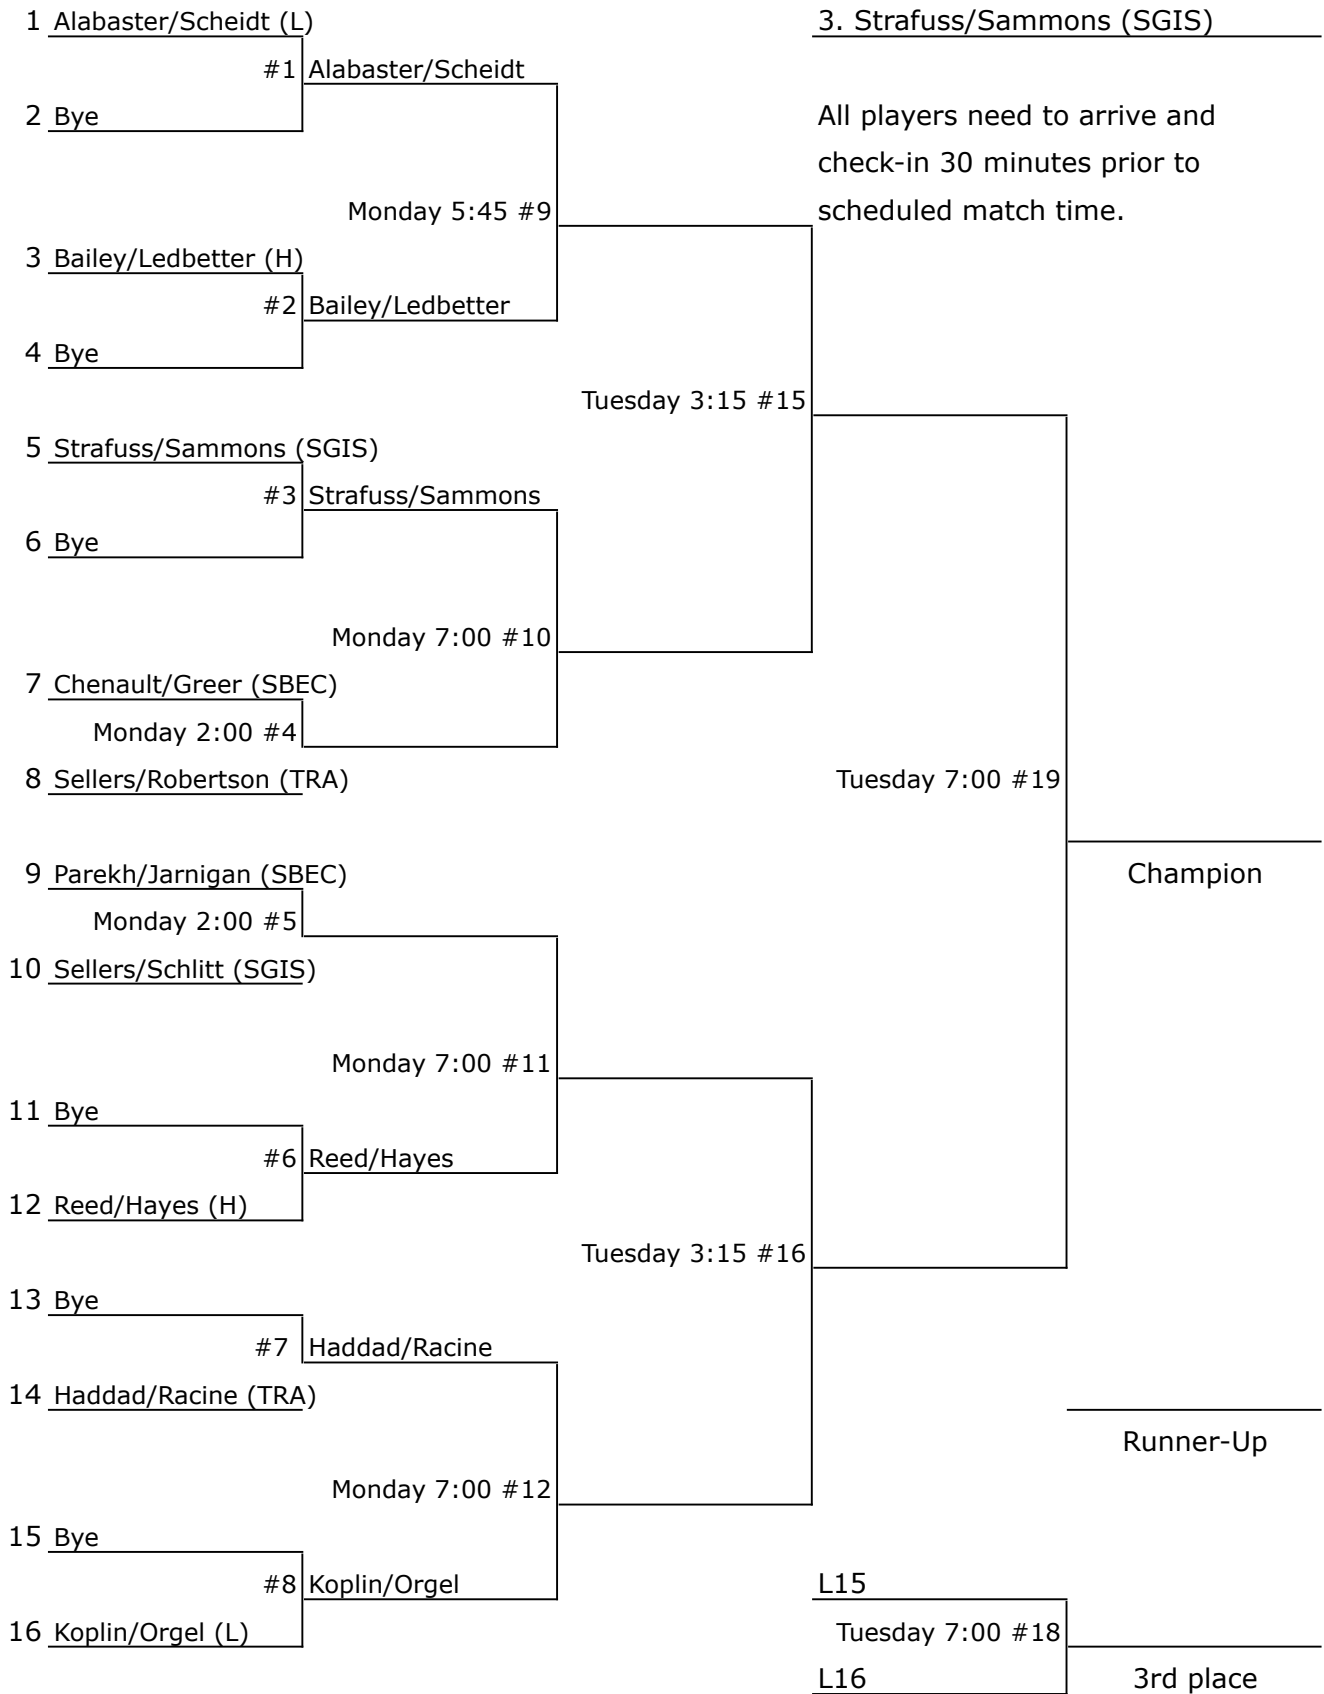 1 Alabaster/Scheidt (L)
3. Strafuss/Sammons (SGIS)
#1 Alabaster/Scheidt
2 Bye
All players need to arrive and
check-in 30 minutes prior to
scheduled match time.
Monday 5:45 #9
3 Bailey/Ledbetter (H)
#2 Bailey/Ledbetter
4 Bye
Tuesday 3:15 #15
5 Strafuss/Sammons (SGIS)
#3 Strafuss/Sammons
6 Bye
Monday 7:00 #10
7 Chenault/Greer (SBEC)
Monday 2:00 #4
8 Sellers/Robertson (TRA)
Tuesday 7:00 #19
9 Parekh/Jarnigan (SBEC)
Champion
Monday 2:00 #5
10 Sellers/Schlitt (SGIS)
Monday 7:00 #11
11 Bye
#6 Reed/Hayes
12 Reed/Hayes (H)
Tuesday 3:15 #16
13 Bye
#7 Haddad/Racine
14 Haddad/Racine (TRA)
Runner-Up
Monday 7:00 #12
15 Bye
#8 Koplin/Orgel
L15
16 Koplin/Orgel (L)
Tuesday 7:00 #18
L16
3rd place